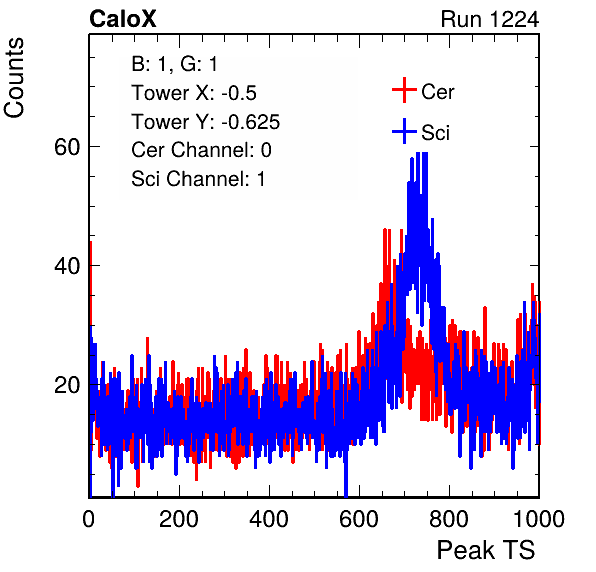 CaloX Run 1224
Counts
B: 1, G: 1
Tower X: -0.5
Tower Y: -0.625
Cer Channel: 0
Sci Channel: 1
Cer
Sci
60
40
20
0 200 400 600 800 1000
Peak TS